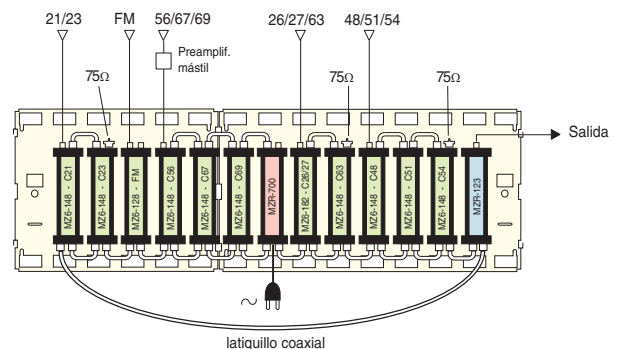 21/23 FM 56/67/69 26/27/63 48/51/54
Preamplif.
mástil
75Ω 75Ω 75Ω
Salida
MZ6-148 - C21
MZ6-148 - C23
MZ6-128 - FM
MZ6-148 - C56
MZ6-148 - C67
MZ6-148 - C69
MZR-700
MZ6-182 - C26/27
MZ6-148 - C63
MZ6-148 - C48
MZ6-148 - C51
MZ6-148 - C54
MZR-123
latiguillo coaxial